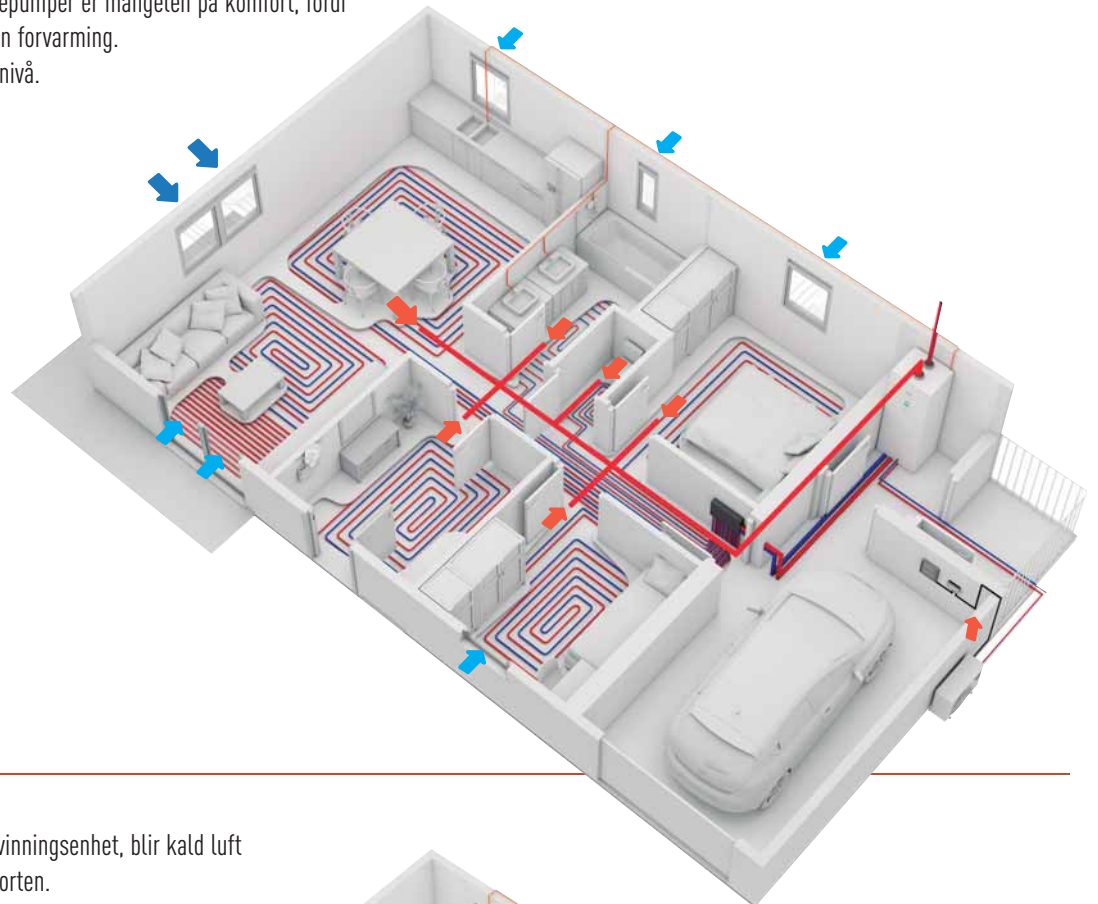 epumper er mangelen på komfort, fordi
n forvarming.
nivå.
vinningsenhet, blir kald luft
orten.